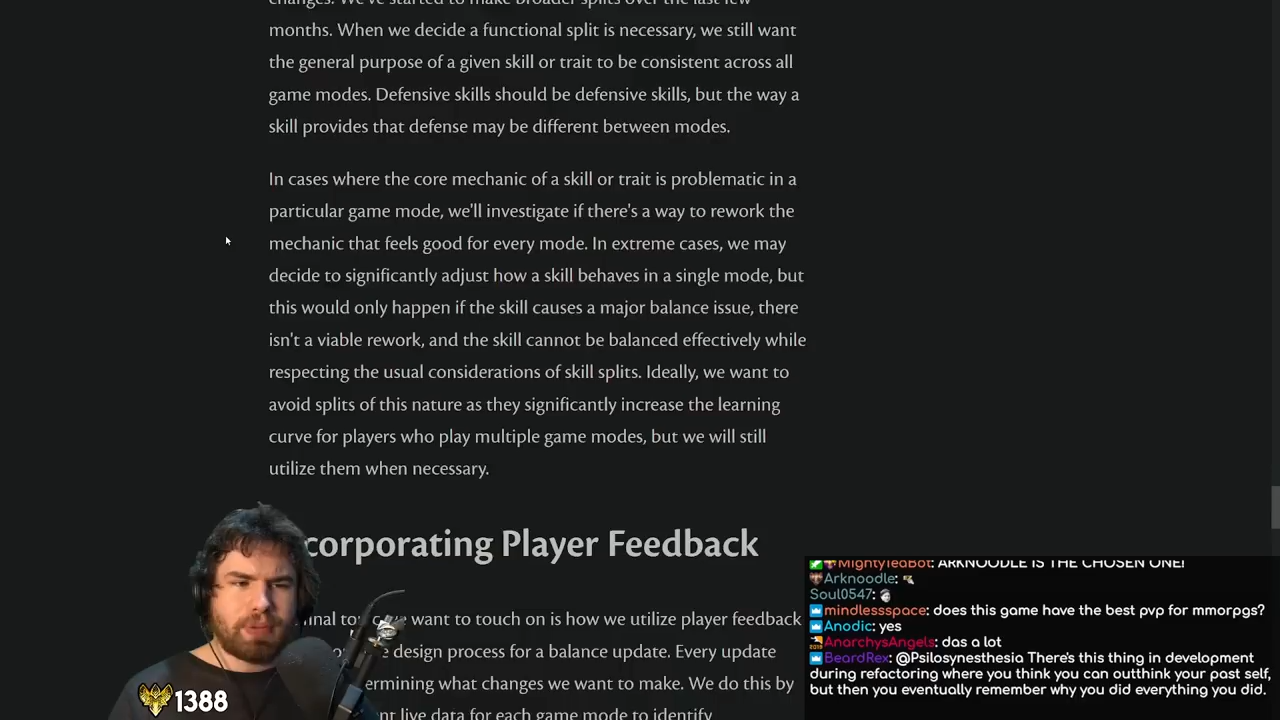 months. When we decide a functional split is necessary, we still want
the general purpose of a given skill or trait to be consistent across all
game modes. Defensive skills should be defensive skills, but the way a
skill provides that defense may be different between modes.
In cases where the core mechanic of a skill or trait is problematic in a
particular game mode, we'll investigate if there's a way to rework the
mechanic that feels good for every mode. In extreme cases, we may
decide to significantly adjust how a skill behaves in a single mode, but
this would only happen if the skill causes a major balance issue, there
isn't a viable rework, and the skill cannot be balanced effectively while
respecting the usual considerations of skill splits. Ideally, we want to
avoid splits of this nature as they significantly increase the learning
curve for players who play multiple game modes, but we will still
utilize them when necessary.
corporating Player Feedback
want to touch on is how we utilize player feedback
design process for a balance update. Every update
ermining what changes we want to make. We do this by
nt live data for each game mode to identify
1388
MightyTeaBot: ARKNOODLE IS THE CHOSEN ONE!
Arknoodle:
Soul0547:
mindlessspace: does this game have the best pvp for mmorpgs?
Anodic: yes
AnarchysAngels: das a lot
BeardRex: @Psilosynesthesia There's this thing in development
during refactoring where you think you can outthink your past self,
but then you eventually remember why you did everything you did.